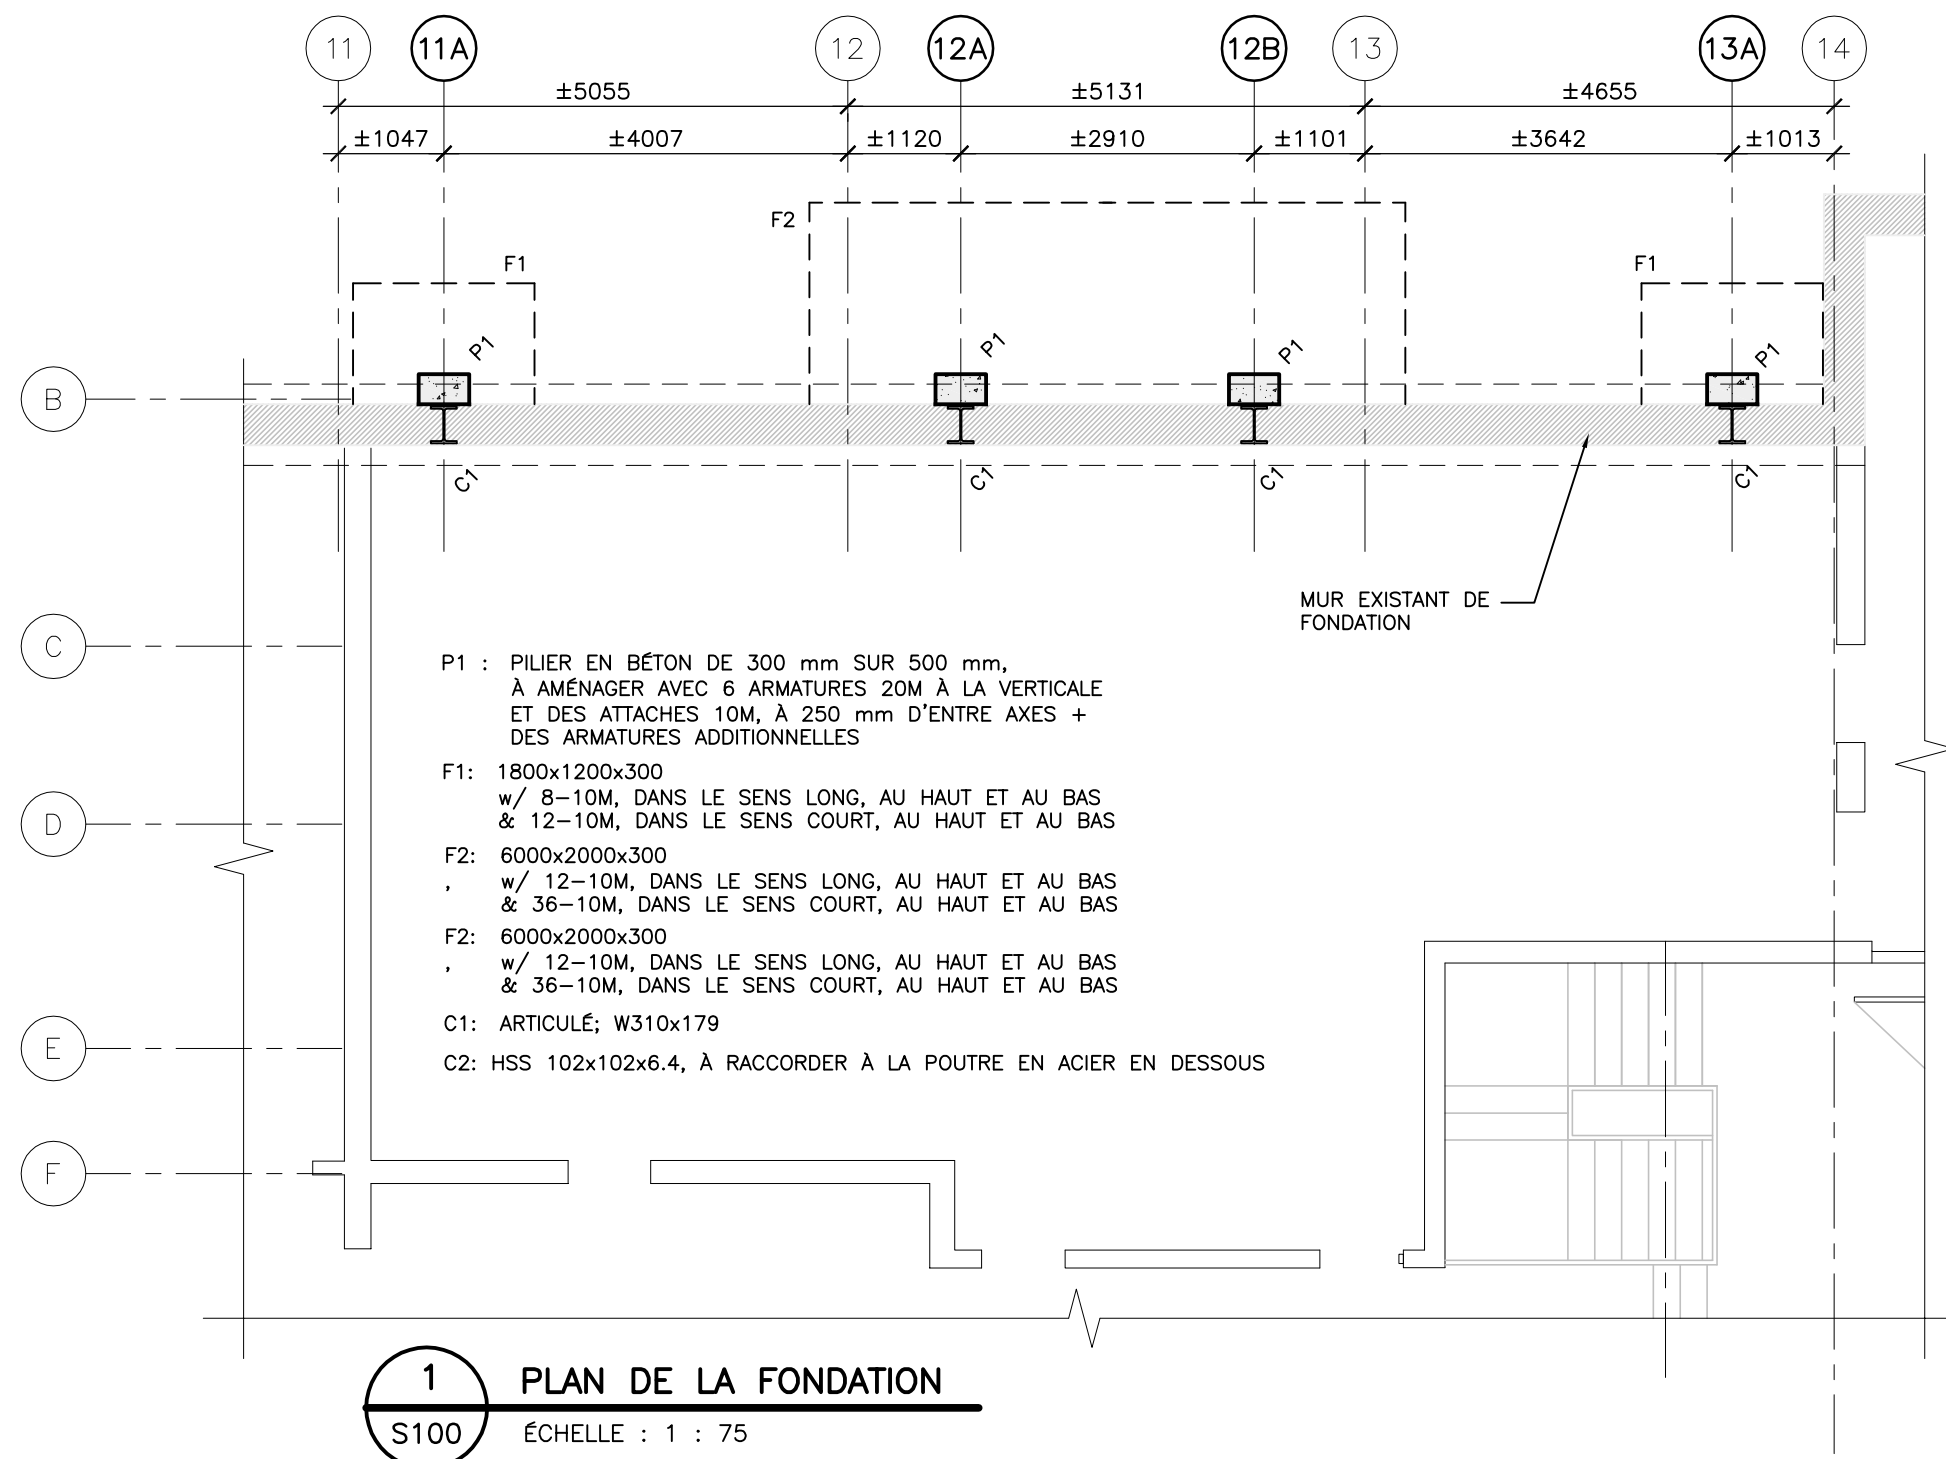 11 11A 12 12A 12B 13 13A 14
±5055 ±5131 ±4655
±1047 ±4007 ±1120 ±2910 ±1101 ±3642 ±1013
F2
F1 F1
P1 P1 P1 P1
B
C1 C1 C1 C1
MUR EXISTANT DE
FONDATION
C
P1 : PILIER EN BÉTON DE 300 mm SUR 500 mm,
À AMÉNAGER AVEC 6 ARMATURES 20M À LA VERTICALE
ET DES ATTACHES 10M, À 250 mm D'ENTRE AXES +
DES ARMATURES ADDITIONNELLES
F1: 1800x1200x300
w/ 8-10M, DANS LE SENS LONG, AU HAUT ET AU BAS
& 12-10M, DANS LE SENS COURT, AU HAUT ET AU BAS
D
F2: 6000x2000x300
, w/ 12-10M, DANS LE SENS LONG, AU HAUT ET AU BAS
& 36-10M, DANS LE SENS COURT, AU HAUT ET AU BAS
F2: 6000x2000x300
, w/ 12-10M, DANS LE SENS LONG, AU HAUT ET AU BAS
& 36-10M, DANS LE SENS COURT, AU HAUT ET AU BAS
C1: ARTICULÉ; W310x179
E
C2: HSS 102x102x6.4, À RACCORDER À LA POUTRE EN ACIER EN DESSOUS
F
1 PLAN DE LA FONDATION
S100 ÉCHELLE : 1 : 75